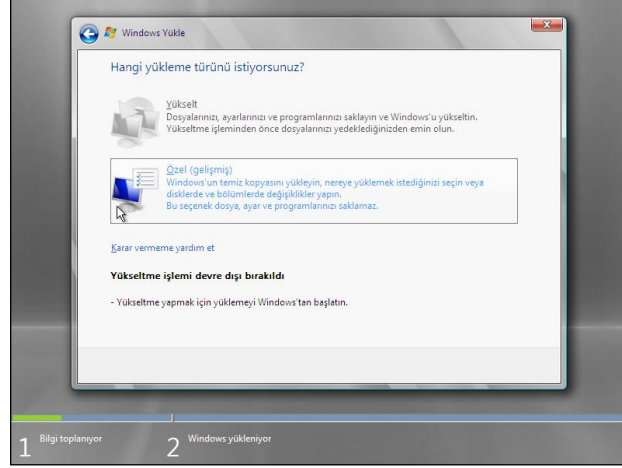 Windows Yükle
Hangi yükleme türünü istiyorsunuz?
Yükselt
Dosyalarınızı, ayarlarınızı ve programlarınızı saklayın ve Windows'u yükseltin.
Yükseltme işleminden önce dosyalarınızı yedeklediğinizden emin olun.
Özel (gelişmiş)
Windows'un temiz kopyasını yükleyin, nereye yüklemek istediğinizi seçin veya
disklerde ve bölümlerde değişiklikler yapın.
Bu seçenek dosya, ayar ve programlarınızı saklamaz.
Karar vermeme yardım et
Yükseltme işlemi devre dışı bırakıldı
- Yükseltme yapmak için yüklemeyi Windows'tan başlatın.
1 Bilgi toplanıyor
2 Windows yükleniyor